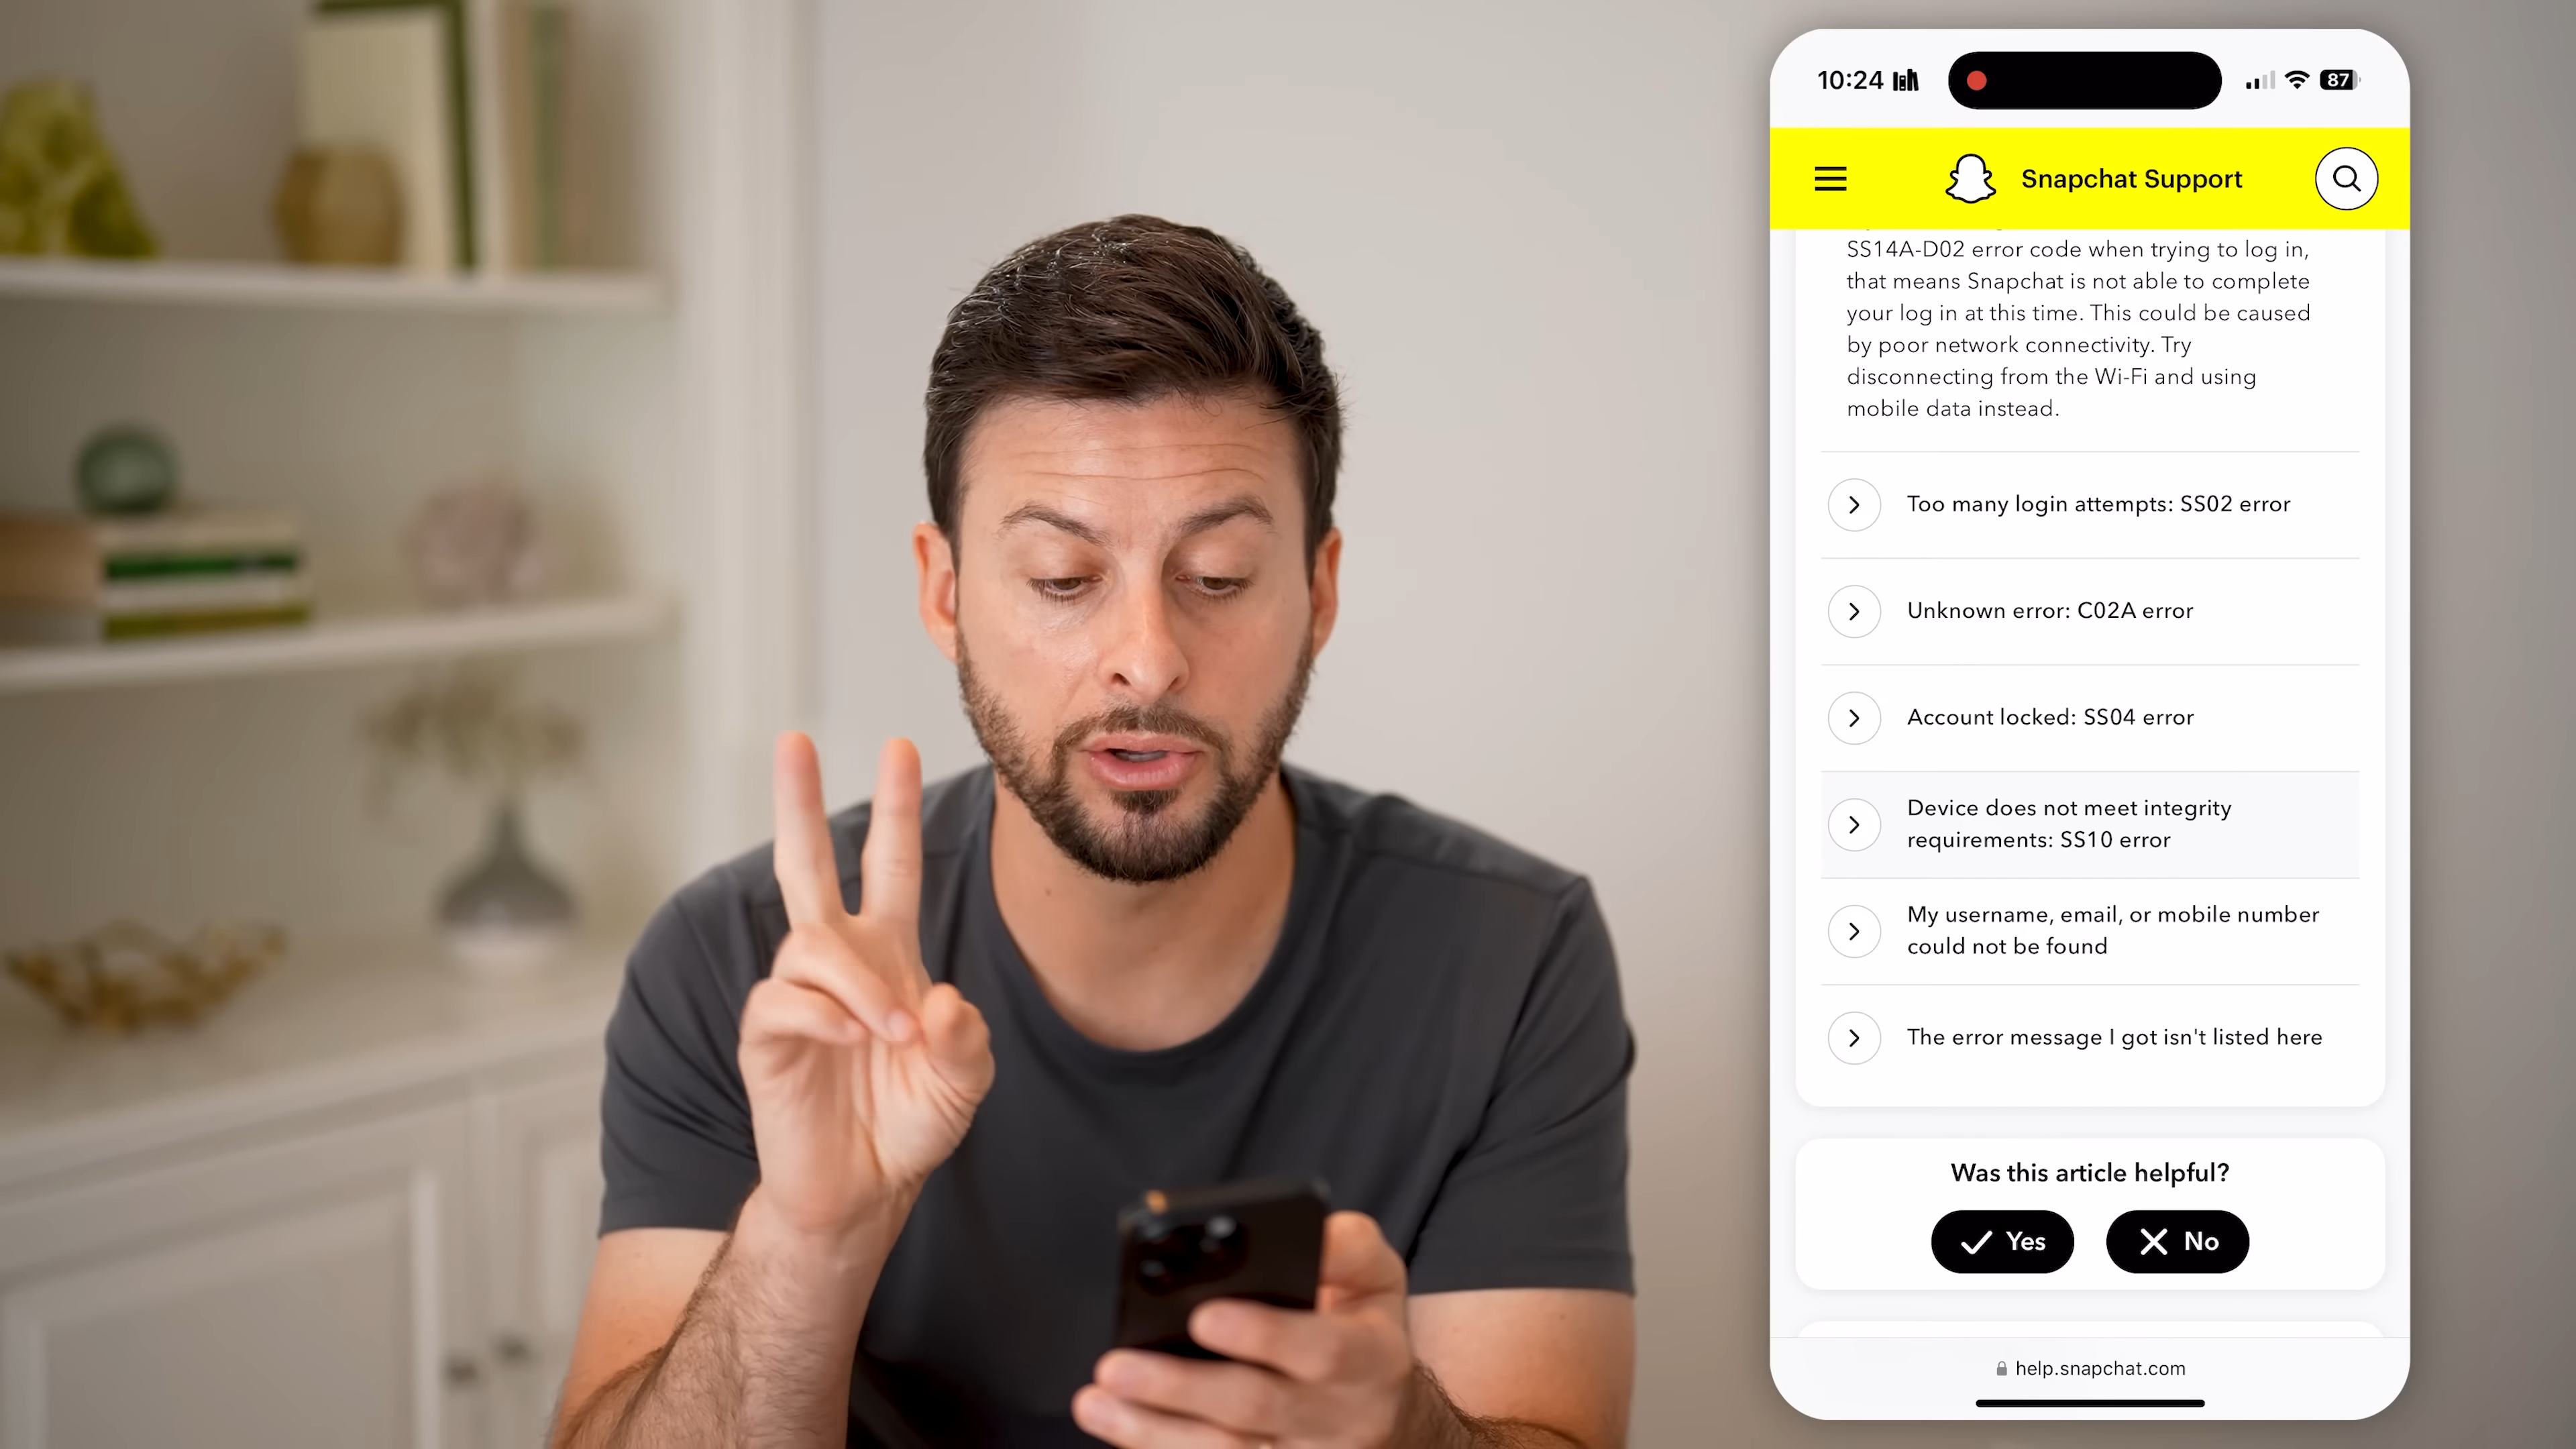 10:24
87
Snapchat Support
SS14A-D02 error code when trying to log in,
that means Snapchat is not able to complete
your log in at this time. This could be caused
by poor network connectivity. Try
disconnecting from the Wi-Fi and using
mobile data instead.
Too many login attempts: SS02 error
Unknown error: C02A error
Account locked: SS04 error
Device does not meet integrity
requirements: SS10 error
My username, email, or mobile number
could not be found
The error message I got isn't listed here
Was this article helpful?
Yes
No
help.snapchat.com